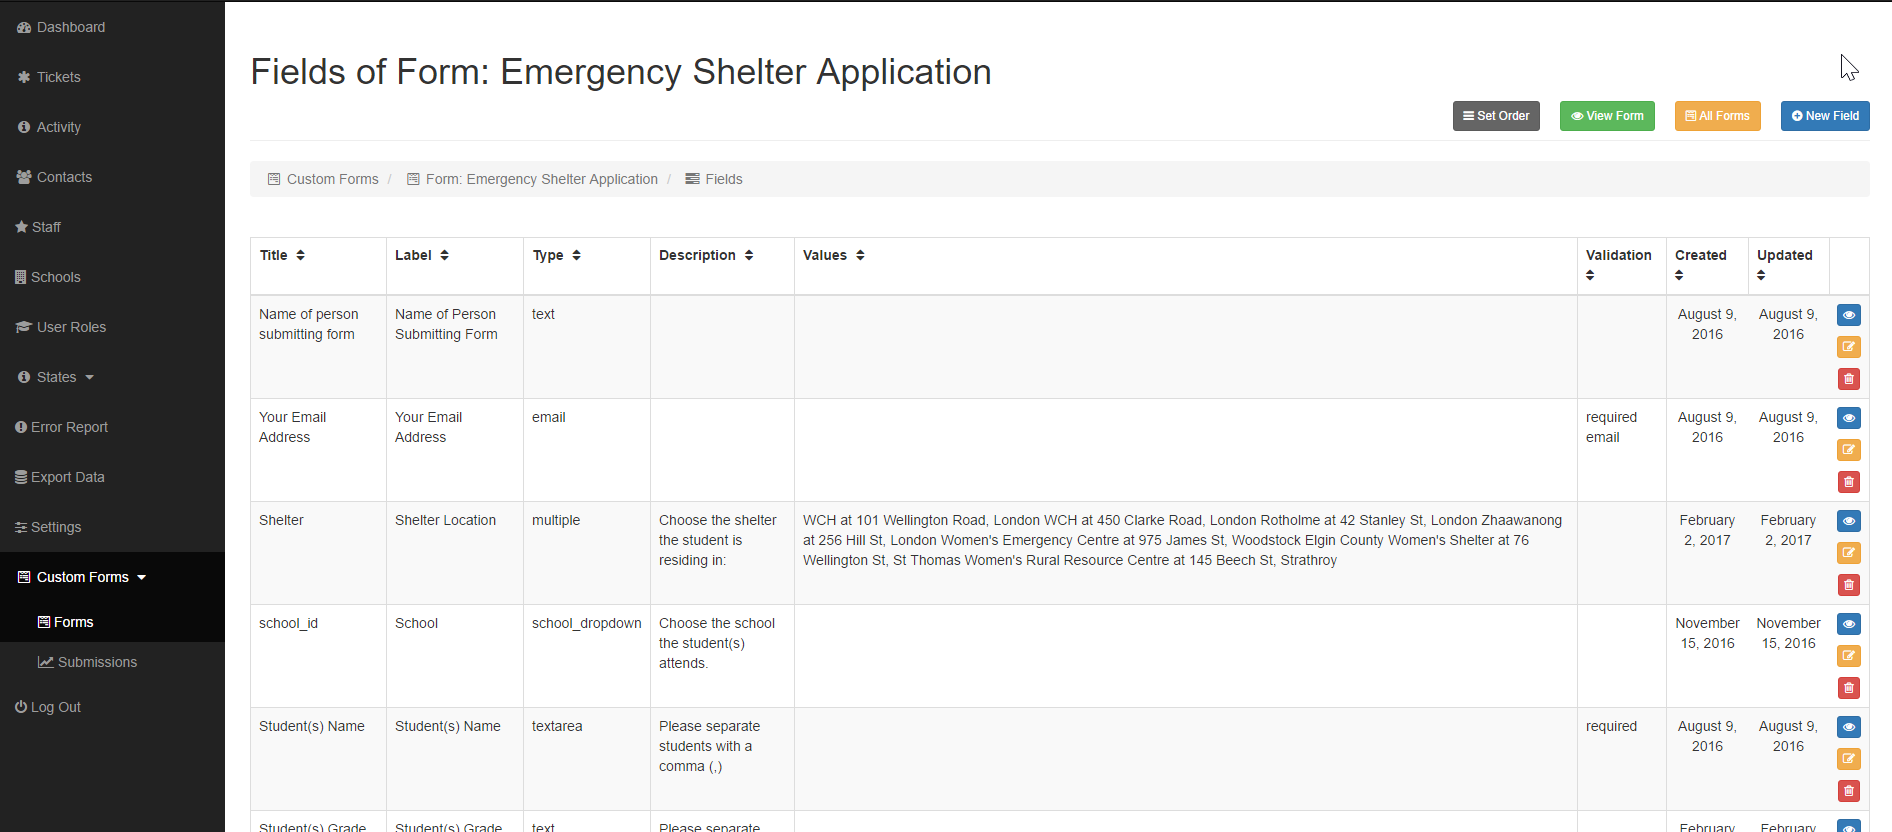 Dashboard
Tickets
Activity
Contacts
Staff
Schools
User Roles
States
Error Report
Export Data
Settings
Custom Forms
Forms
Submissions
Log Out
Fields of Form: Emergency Shelter Application
Set Order View Form All Forms New Field
Custom Forms / Form: Emergency Shelter Application / Fields
Title Label Type Description Values Validation Created Updated
Name of person
submitting form
Name of Person
Submitting Form
text
August 9,
2016
August 9,
2016
Your Email
Address
Your Email
Address
email
required
email
August 9,
2016
August 9,
2016
Shelter
Shelter Location
multiple
Choose the shelter
the student is
residing in:
WCH at 101 Wellington Road, London WCH at 450 Clarke Road, London Rotholme at 42 Stanley St, London Zhaawanong
at 256 Hill St, London Women's Emergency Centre at 975 James St, Woodstock Elgin County Women's Shelter at 76
Wellington St, St Thomas Women's Rural Resource Centre at 145 Beech St, Strathroy
February
2, 2017
February
2, 2017
school_id
School
school_dropdown
Choose the school
the student(s)
attends.
November
15, 2016
November
15, 2016
Student(s) Name
Student(s) Name
textarea
Please separate
students with a
comma (,)
required
August 9,
2016
August 9,
2016
Student(s) Grade
Student(s) Grade
text
Please separate
February
February